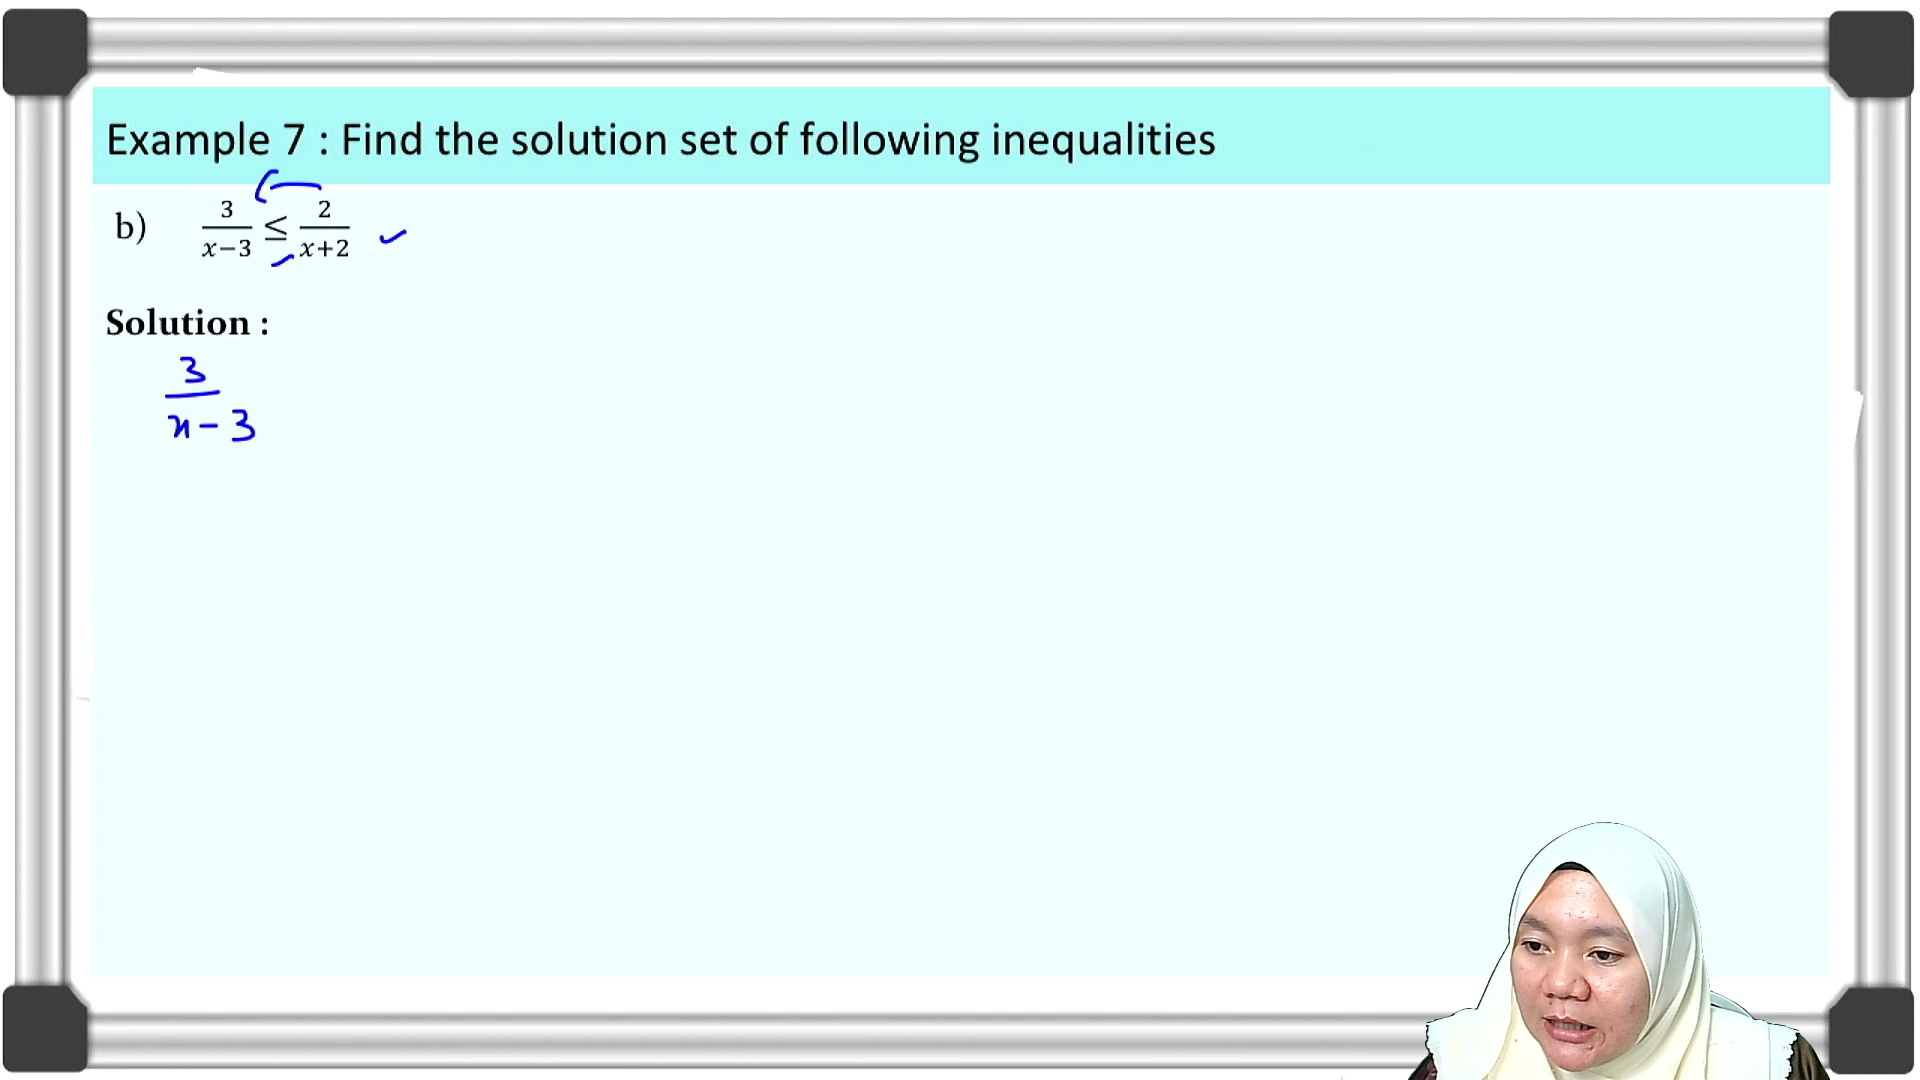 Example 7 : Find the solution set of following inequalities
b) 3/(x−3) ≤ 2/(x+2)
Solution :
3
x - 3